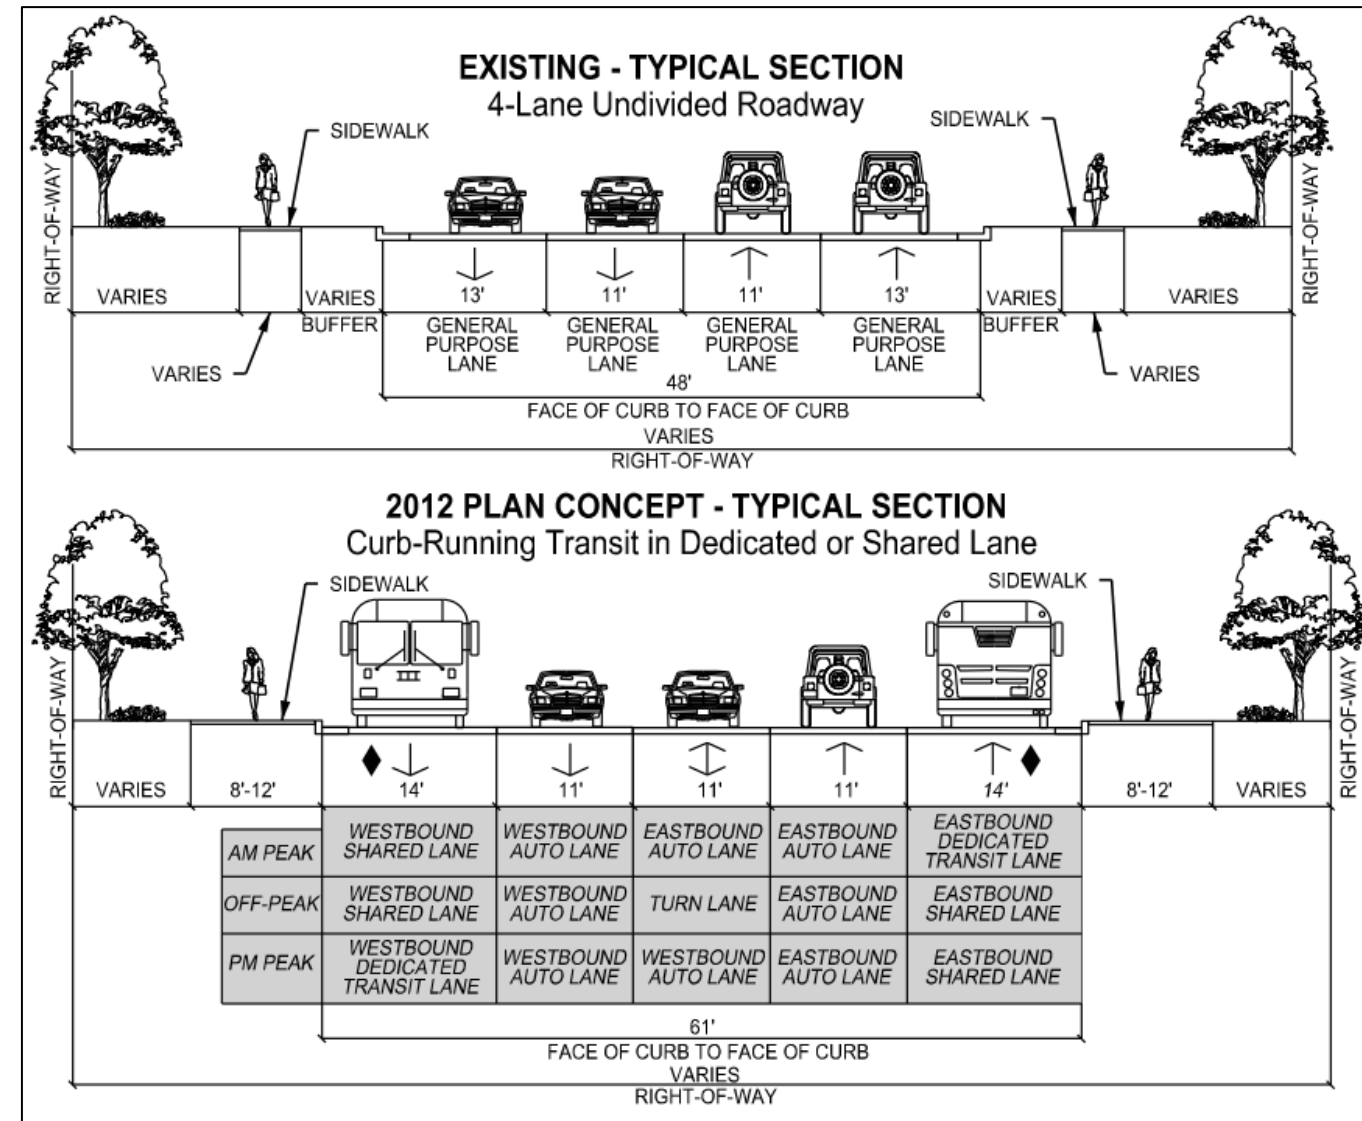 EXISTING - TYPICAL SECTION
4-Lane Undivided Roadway
SIDEWALK
SIDEWALK
RIGHT-OF-WAY
RIGHT-OF-WAY
VARIES
VARIES
13'
11'
11'
13'
VARIES
VARIES
BUFFER
GENERAL
PURPOSE
LANE
GENERAL
PURPOSE
LANE
GENERAL
PURPOSE
LANE
GENERAL
PURPOSE
LANE
BUFFER
VARIES
VARIES
48'
FACE OF CURB TO FACE OF CURB
VARIES
RIGHT-OF-WAY
2012 PLAN CONCEPT - TYPICAL SECTION
Curb-Running Transit in Dedicated or Shared Lane
SIDEWALK
SIDEWALK
RIGHT-OF-WAY
RIGHT-OF-WAY
VARIES
8'-12'
14'
11'
11'
11'
14'
8'-12'
VARIES
AM PEAK
WESTBOUND
SHARED LANE
WESTBOUND
AUTO LANE
EASTBOUND
AUTO LANE
EASTBOUND
AUTO LANE
EASTBOUND
DEDICATED
TRANSIT LANE
OFF-PEAK
WESTBOUND
SHARED LANE
WESTBOUND
AUTO LANE
TURN LANE
EASTBOUND
AUTO LANE
EASTBOUND
SHARED LANE
PM PEAK
WESTBOUND
DEDICATED
TRANSIT LANE
WESTBOUND
AUTO LANE
WESTBOUND
AUTO LANE
EASTBOUND
AUTO LANE
EASTBOUND
SHARED LANE
61'
FACE OF CURB TO FACE OF CURB
VARIES
RIGHT-OF-WAY